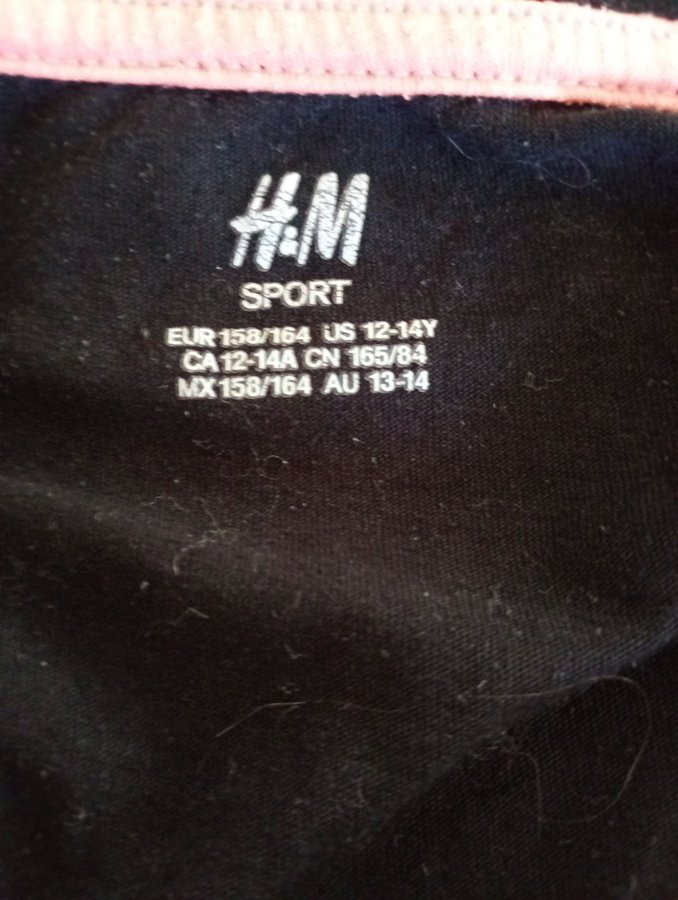 H&M
SPORT
EUR 158/164 US 12-14Y
CA 12-14A CN 165/84
MX 158/164 AU 13-14